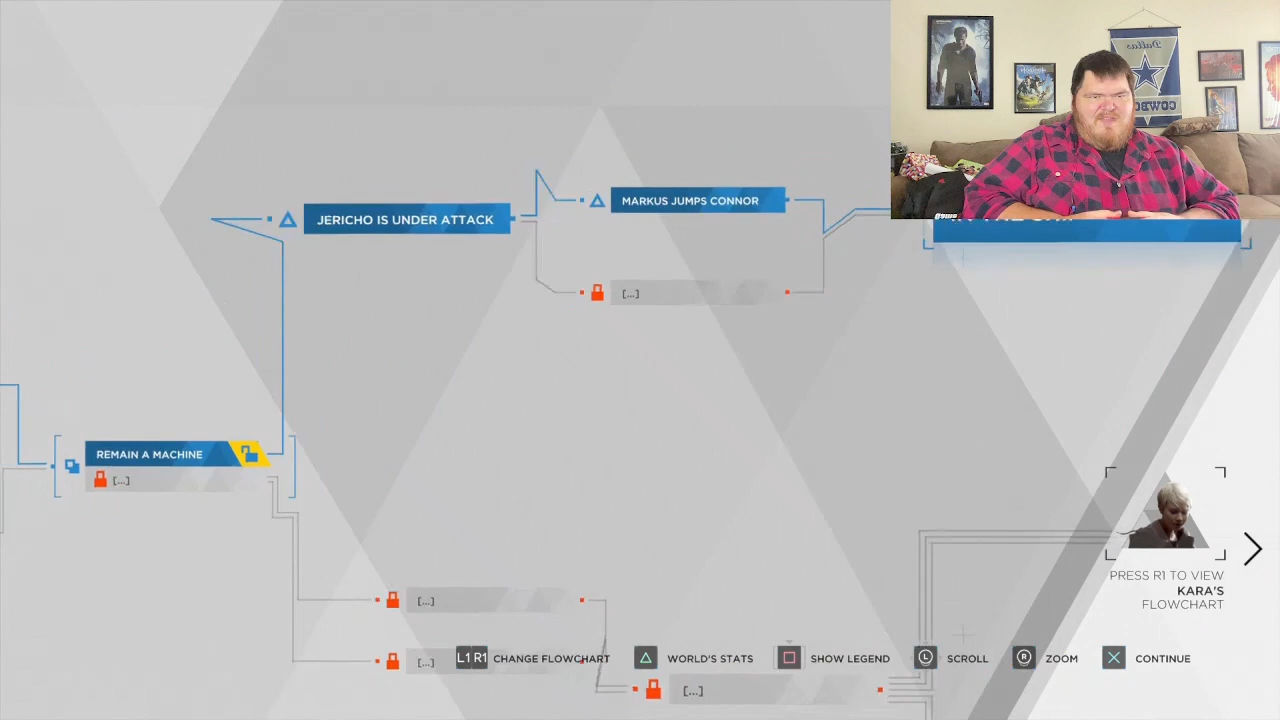 JERICHO IS UNDER ATTACK
MARKUS JUMPS CONNOR
[...]
REMAIN A MACHINE
[...]
PRESS R1 TO VIEW
KARA'S
FLOWCHART
[...]
[...]
L1 R1 CHANGE FLOWCHART
WORLD'S STATS
SHOW LEGEND
L SCROLL
R ZOOM
CONTINUE
[...]